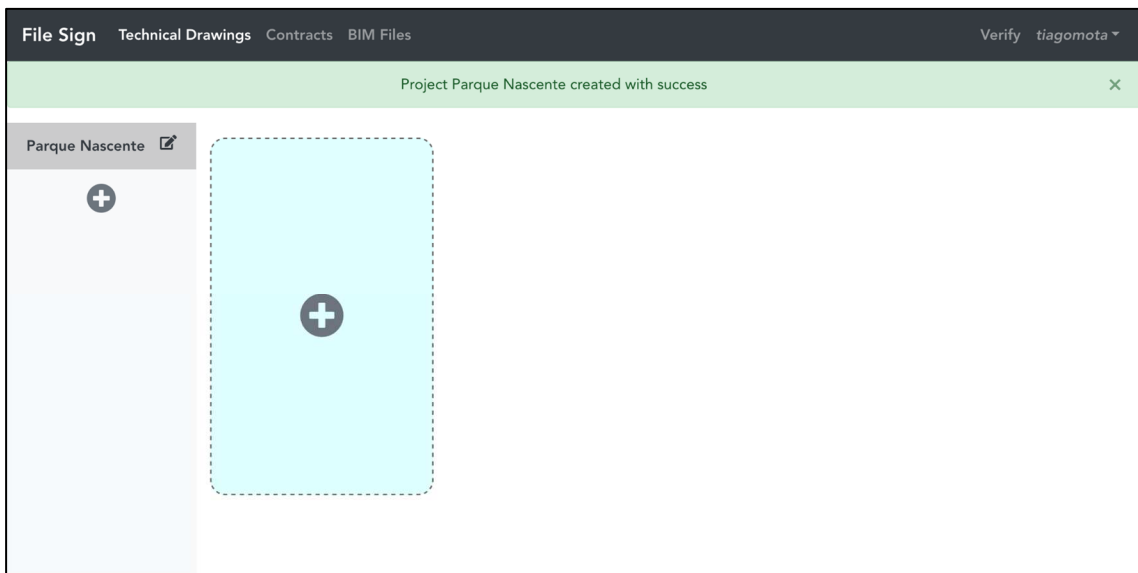 File Sign Technical Drawings Contracts BIM Files Verify tiagomota
Project Parque Nascente created with success ×
Parque Nascente